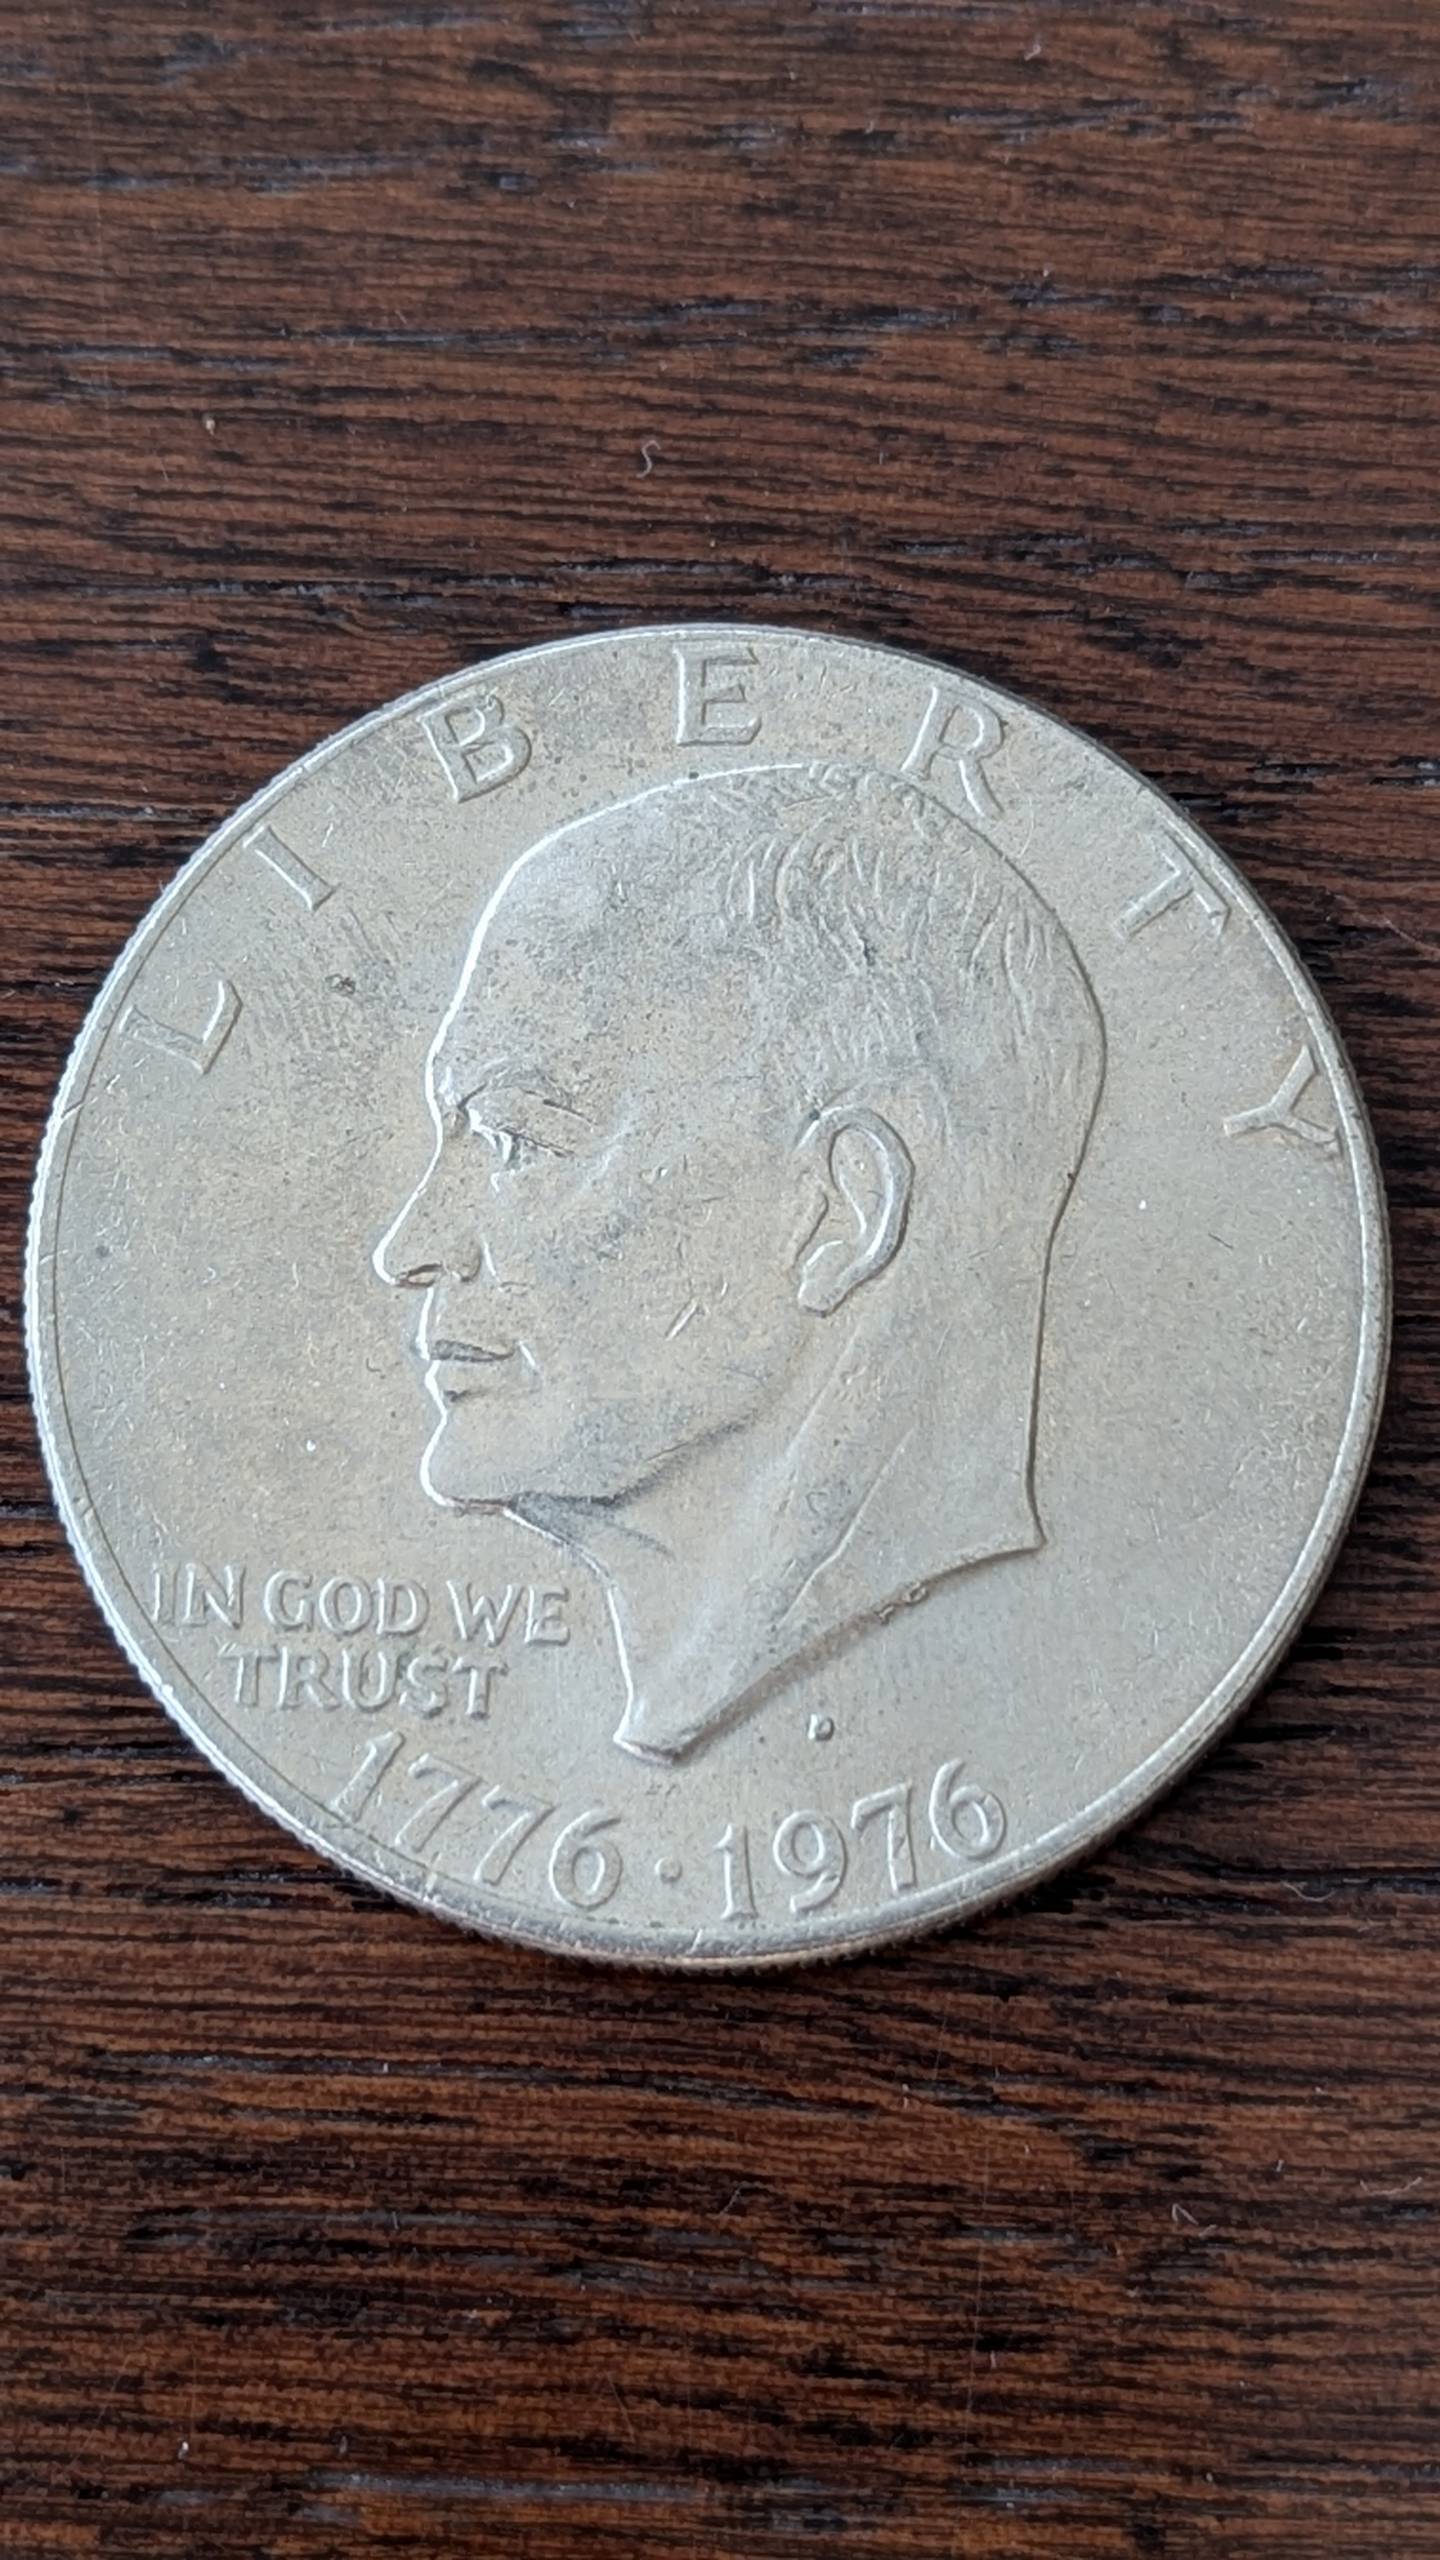 LIBERTY
IN GOD WE
TRUST
D
1776·1976